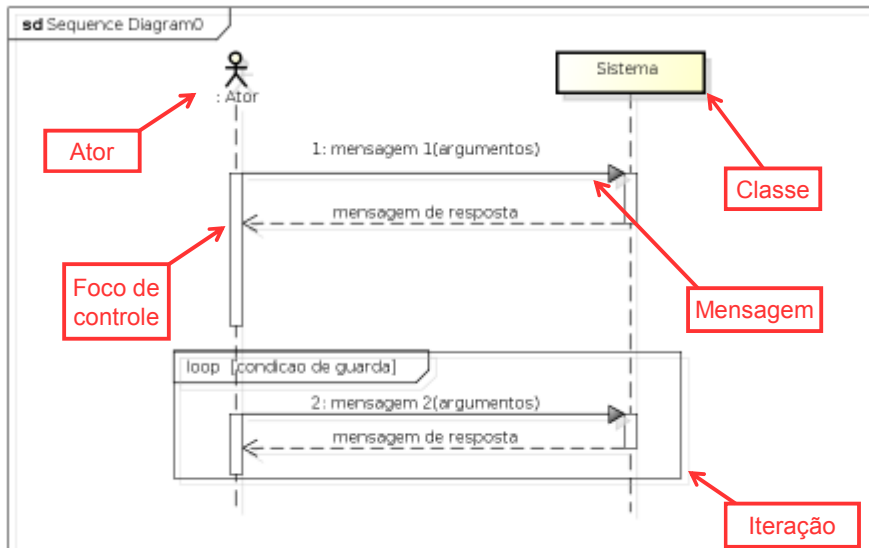 sd Sequence Diagram0
Sistema
: Ator
Ator
1: mensagem 1(argumentos)
Classe
mensagem de resposta
Foco de
controle
Mensagem
loop [condicao de guarda]
2: mensagem 2(argumentos)
mensagem de resposta
Iteração